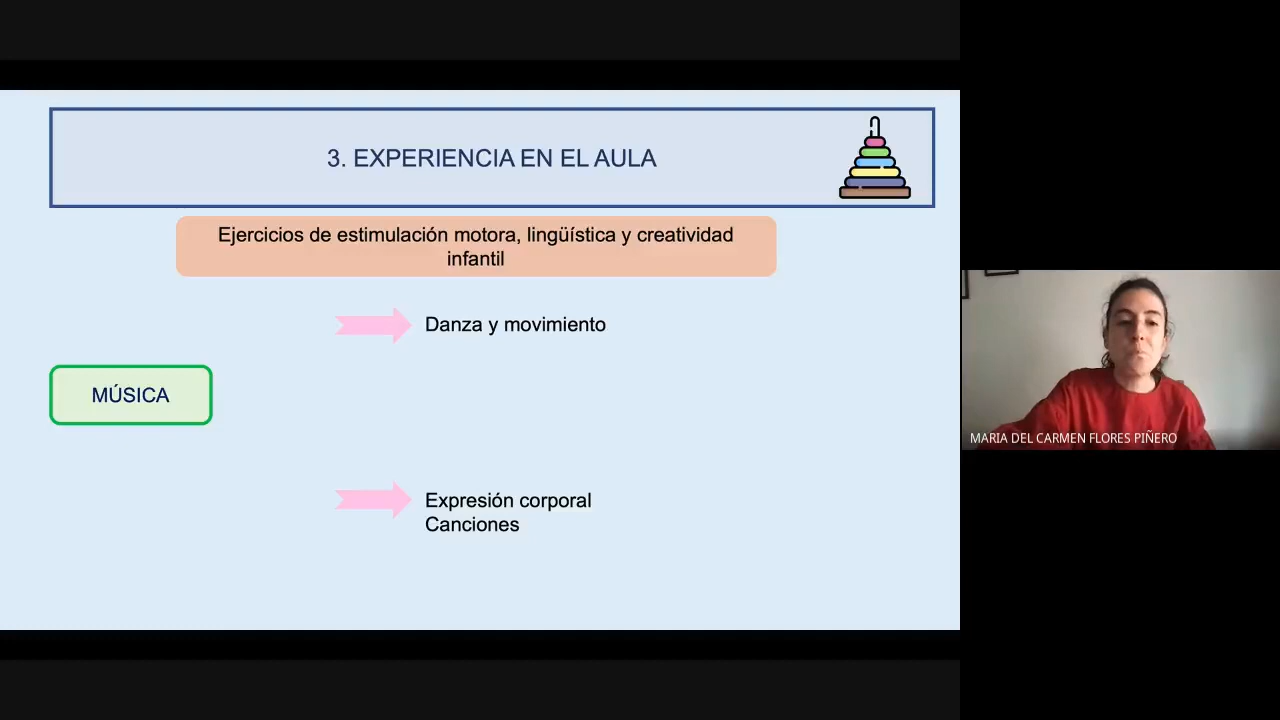 3. EXPERIENCIA EN EL AULA
Ejercicios de estimulación motora, lingüística y creatividad
infantil
Danza y movimiento
MÚSICA
Expresión corporal
Canciones
MARIA DEL CARMEN FLORES PIÑERO